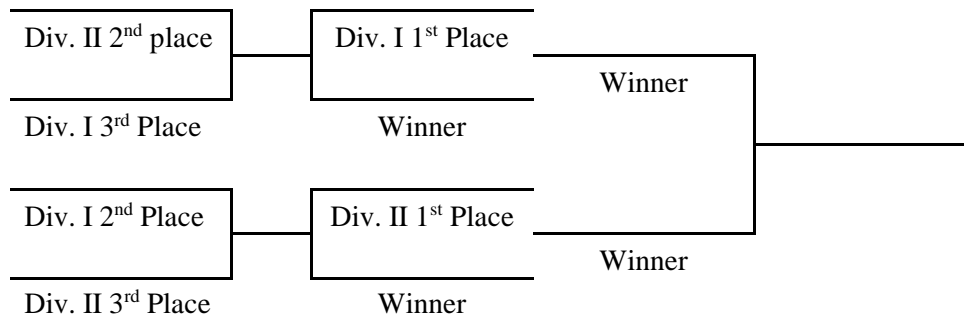 Div. II 2nd place
Div. I 1st Place
Winner
Div. I 3rd Place
Winner
Div. I 2nd Place
Div. II 1st Place
Winner
Div. II 3rd Place
Winner